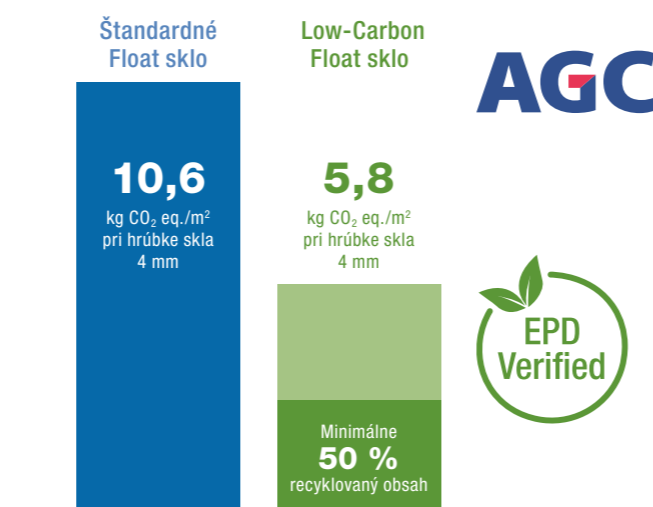 Štandardné
Float sklo
10,6
kg CO₂ eq./m²
pri hrúbke skla
4 mm
Low-Carbon
Float sklo
5,8
kg CO₂ eq./m²
pri hrúbke skla
4 mm
Minimálne
50 %
recyklovaný obsah
AGC
EPD
Verified